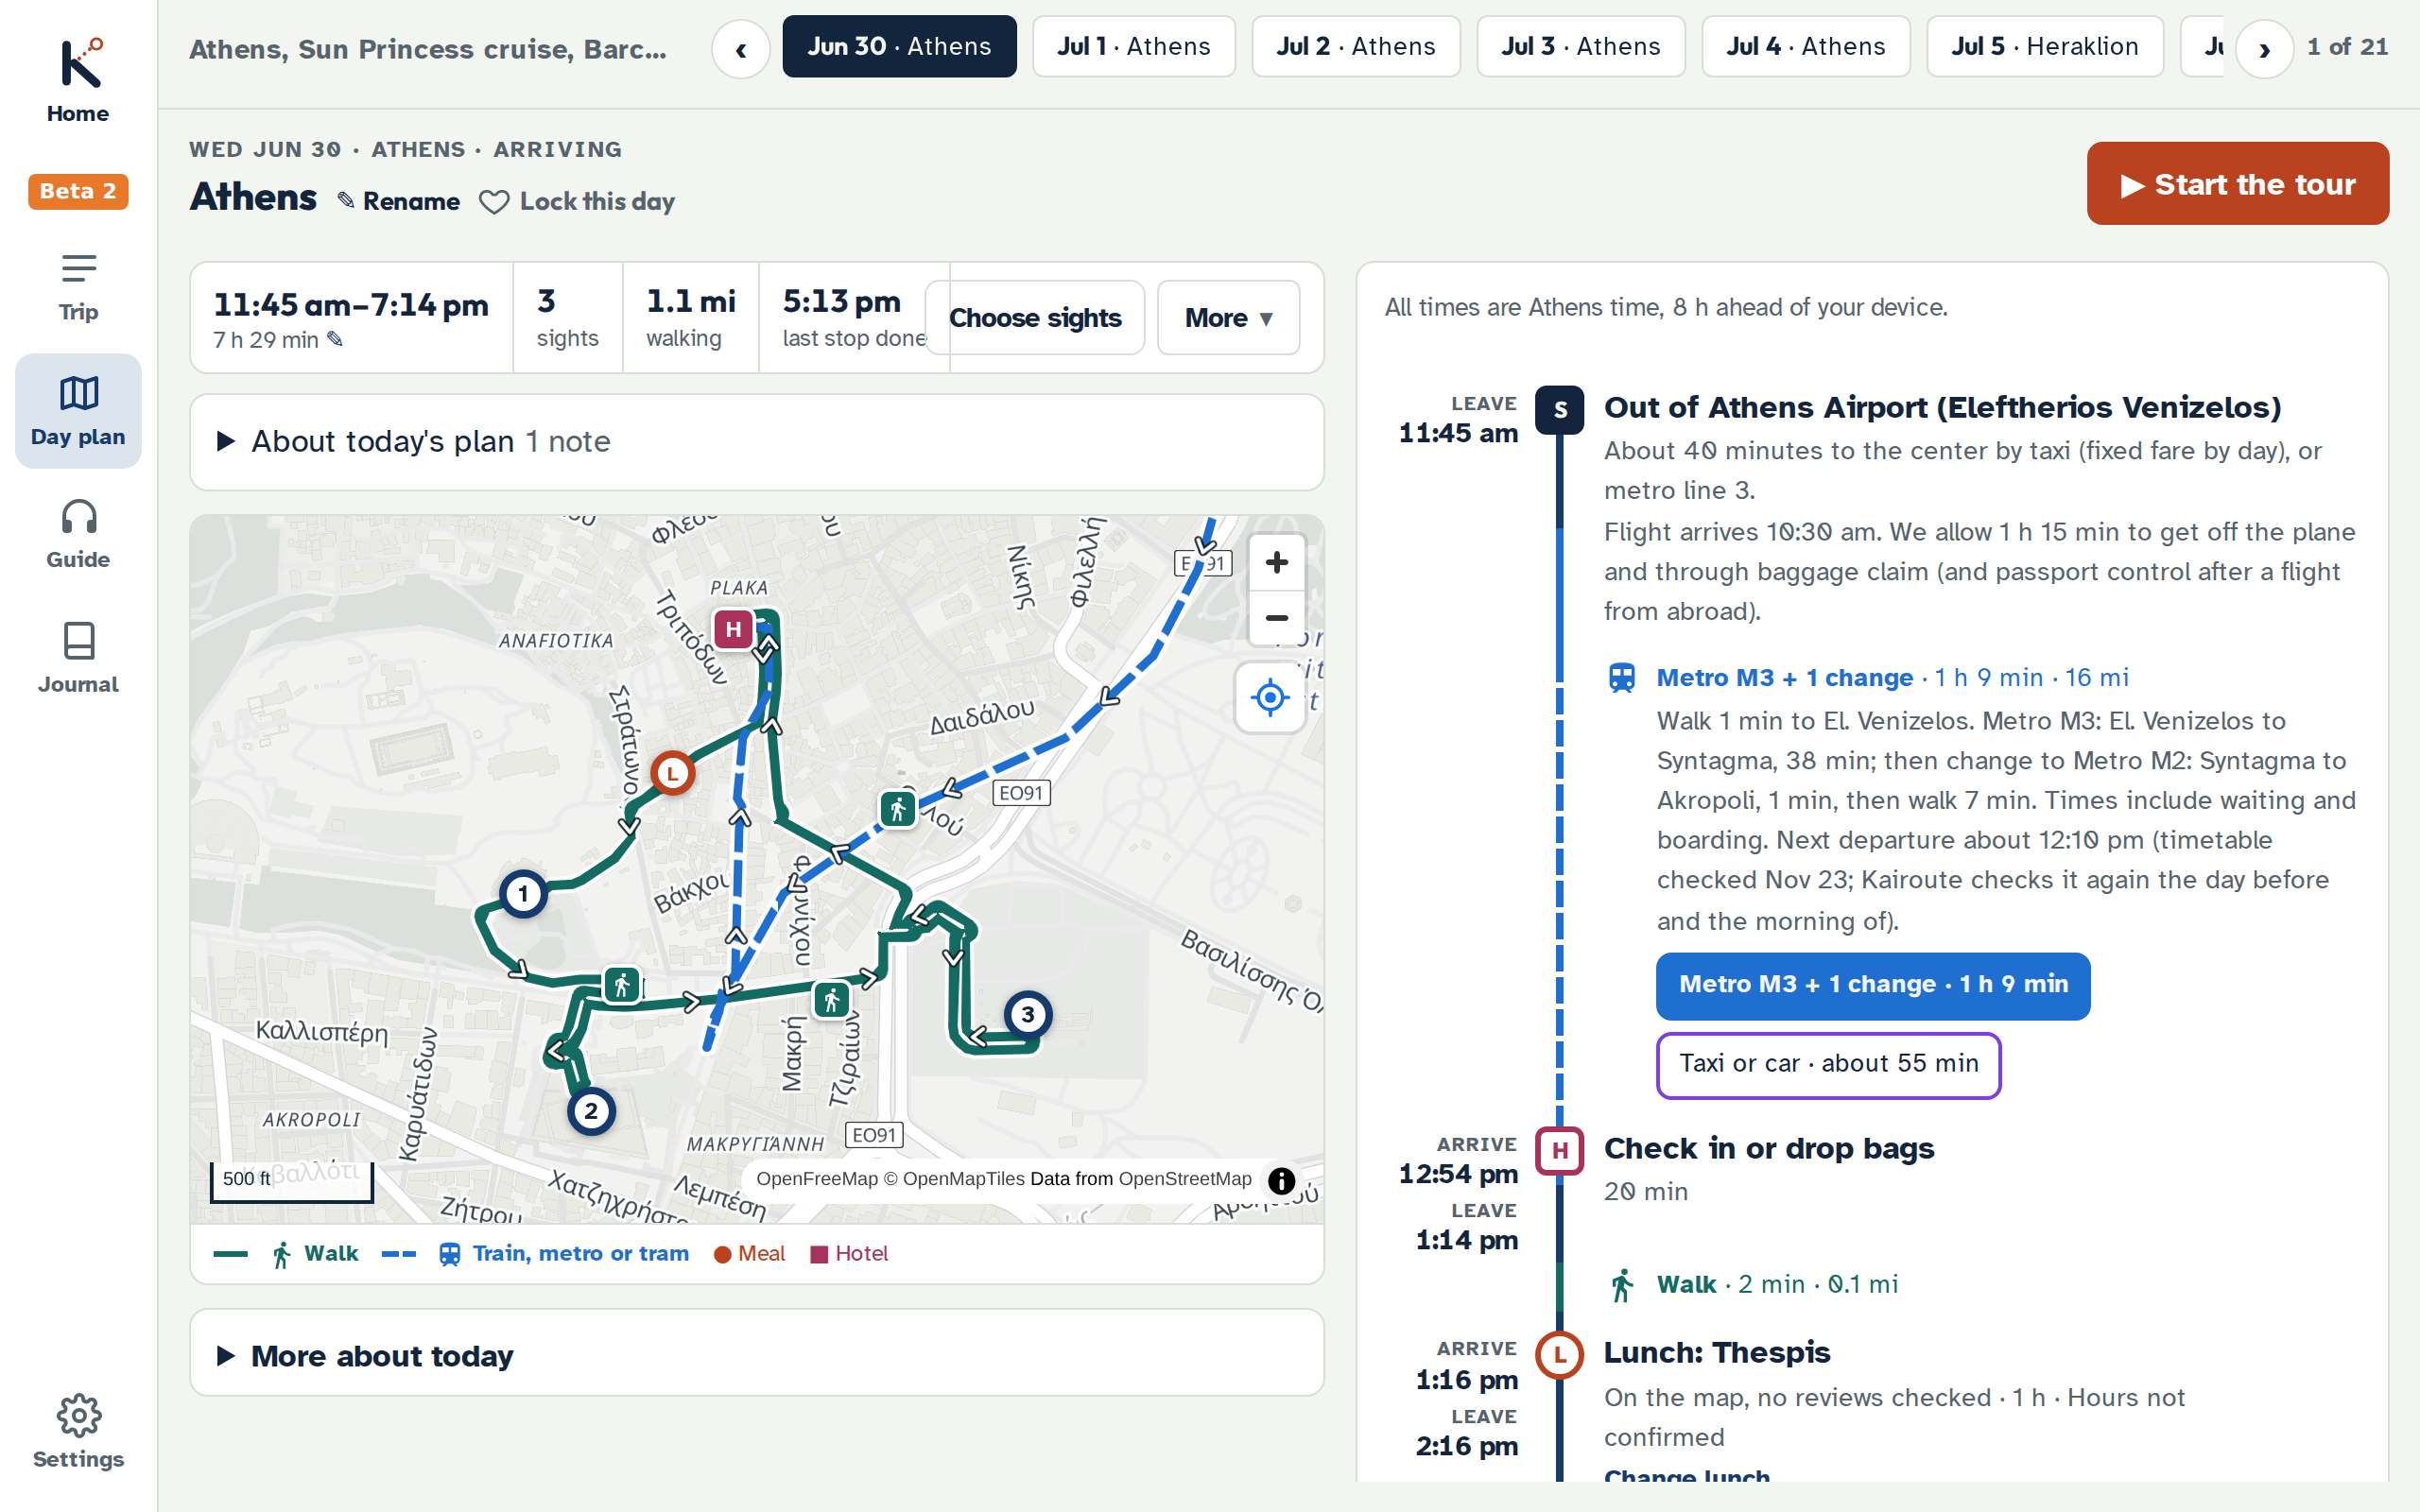 Home
Beta 2
Trip
Day plan
Guide
Journal
Settings
Athens, Sun Princess cruise, Barc…
‹
Jun 30 · Athens
Jul 1 · Athens
Jul 2 · Athens
Jul 3 · Athens
Jul 4 · Athens
Jul 5 · Heraklion
›
1 of 21
WED JUN 30 · ATHENS · ARRIVING
Athens ✎ Rename Lock this day
▶ Start the tour
11:45 am–7:14 pm
7 h 29 min ✎
3
sights
1.1 mi
walking
5:13 pm
last stop done
Choose sights
More ▾
▶ About today's plan 1 note
PLAKA
ΑΝΑFΙΟΤΙΚΑ
Τριπόδων
Νίκης
Δαιδάλου
EO91
Βάκχου
Καλλισπέρη
Καρυάτιδων
AKROPOLI
Μακρή
Τζιραίων
ΜΑΚΡΥΓΙΆΝΝΗ
EO91
Ζήτρου
Λεμπέση
Βασιλίσσης
H
L
1
2
3
+
−
500 ft
OpenFreeMap © OpenMapTiles Data from OpenStreetMap
Walk
Train, metro or tram
Meal
Hotel
▶ More about today
All times are Athens time, 8 h ahead of your device.
LEAVE
11:45 am
S
Out of Athens Airport (Eleftherios Venizelos)
About 40 minutes to the center by taxi (fixed fare by day), or
metro line 3.
Flight arrives 10:30 am. We allow 1 h 15 min to get off the plane
and through baggage claim (and passport control after a flight
from abroad).
Metro M3 + 1 change · 1 h 9 min · 16 mi
Walk 1 min to El. Venizelos. Metro M3: El. Venizelos to
Syntagma, 38 min; then change to Metro M2: Syntagma to
Akropoli, 1 min, then walk 7 min. Times include waiting and
boarding. Next departure about 12:10 pm (timetable
checked Nov 23; Kairoute checks it again the day before
and the morning of).
Metro M3 + 1 change · 1 h 9 min
Taxi or car · about 55 min
ARRIVE
12:54 pm
LEAVE
1:14 pm
H
Check in or drop bags
20 min
Walk · 2 min · 0.1 mi
ARRIVE
1:16 pm
LEAVE
2:16 pm
L
Lunch: Thespis
On the map, no reviews checked · 1 h · Hours not
confirmed
Change lunch